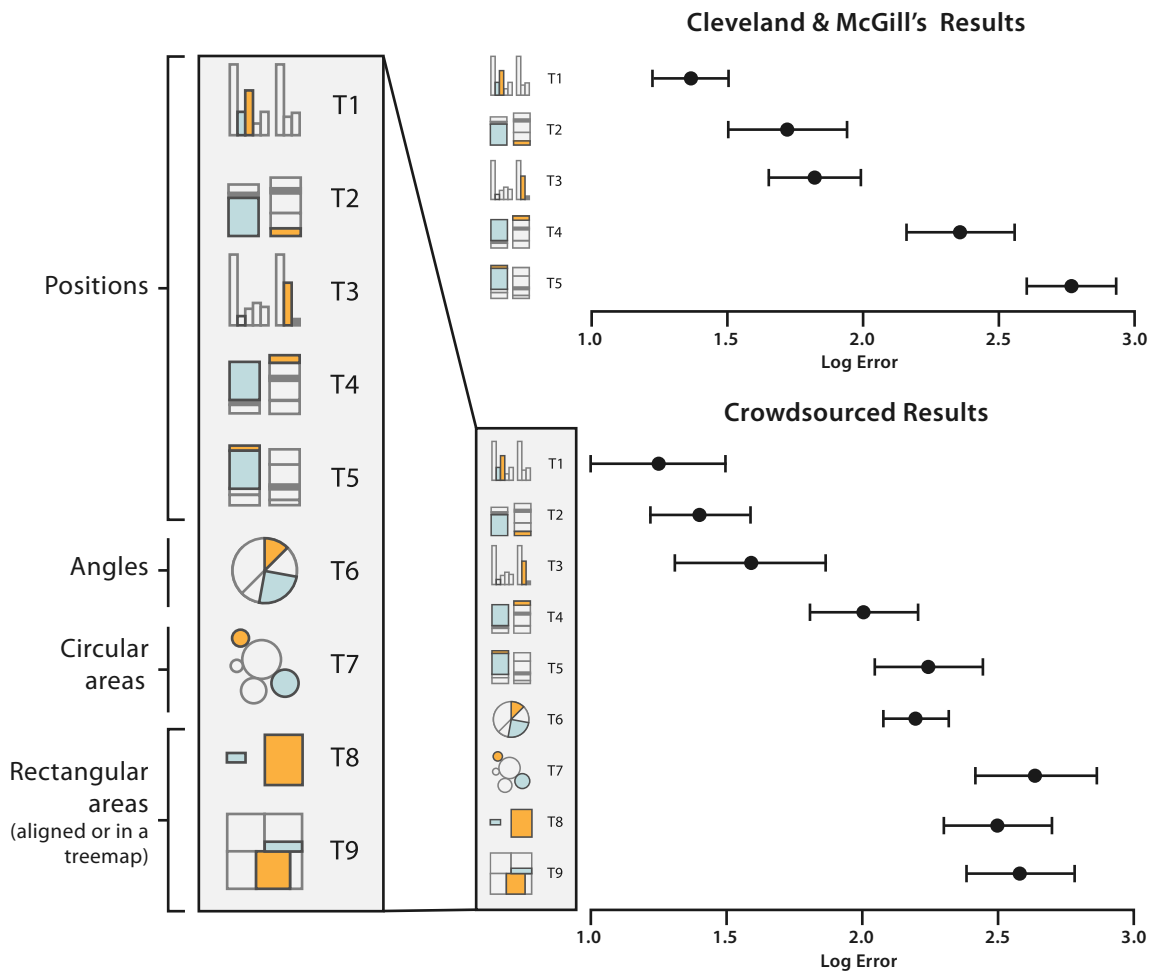 Cleveland & McGill's Results
T1
T2
T3
T4
T5
1.0 1.5 2.0 2.5 3.0
Log Error
Positions
Angles
Circular
areas
Rectangular
areas
(aligned or in a
treemap)
T1
T2
T3
T4
T5
T6
T7
T8
T9
Crowdsourced Results
T1
T2
T3
T4
T5
T6
T7
T8
T9
1.0 1.5 2.0 2.5 3.0
Log Error